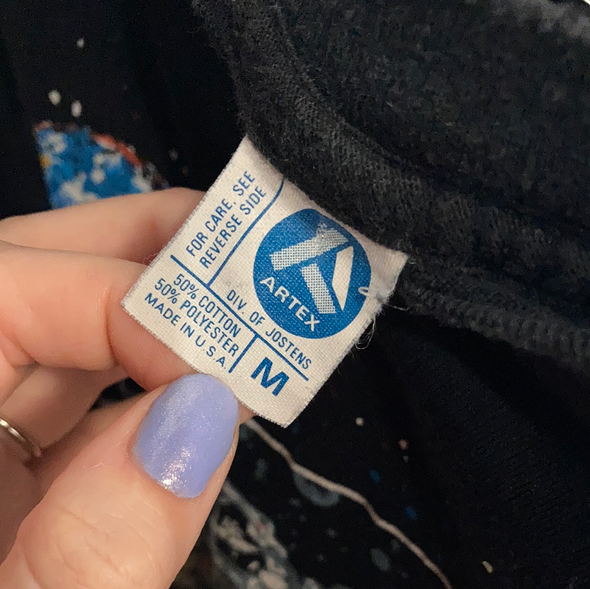 FOR CARE, SEE
REVERSE SIDE
ARTEX
DIV. OF JOSTENS
50% COTTON
50% POLYESTER
MADE IN U.S.A.
M